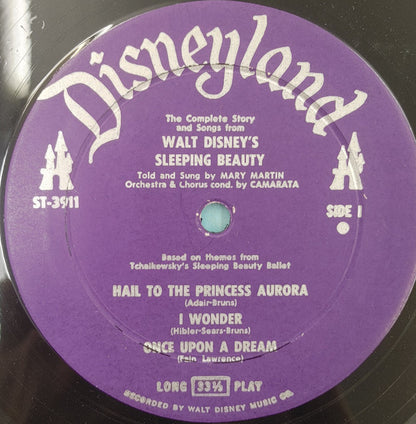 Disneyland
The Complete Story
and Songs from
WALT DISNEY'S
SLEEPING BEAUTY
Told and Sung by MARY MARTIN
Orchestra & Chorus cond. by CAMARATA
ST-3911
SIDE 1
Based on themes from
Tchaikowsky's Sleeping Beauty Ballet
HAIL TO THE PRINCESS AURORA
(Adair-Bruns)
I WONDER
(Hibler-Sears-Bruns)
ONCE UPON A DREAM
(Fain Lawrence)
LONG 33⅓ PLAY
RECORDED BY WALT DISNEY MUSIC CO.